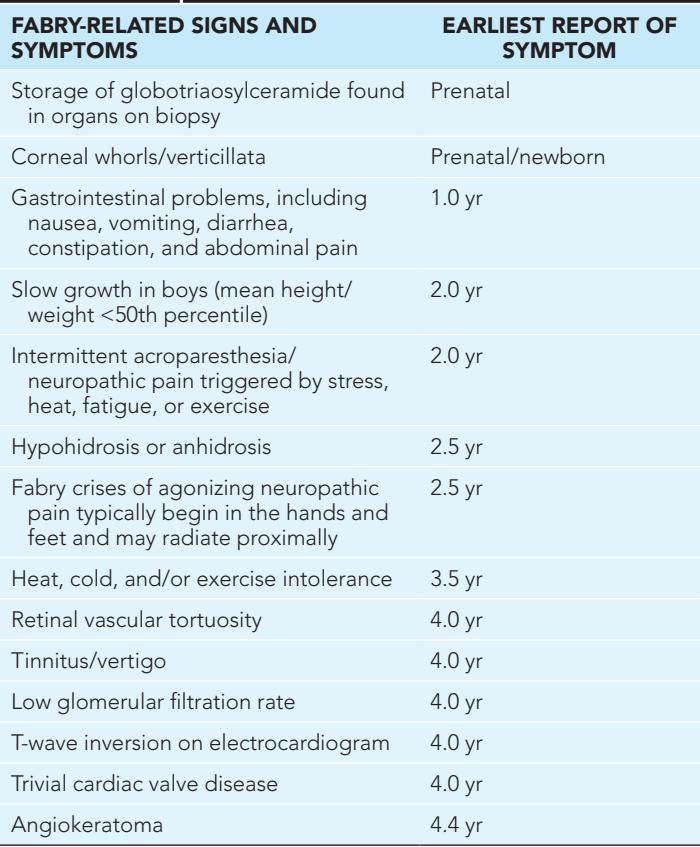 FABRY-RELATED SIGNS AND SYMPTOMS
EARLIEST REPORT OF SYMPTOM
Storage of globotriaosylceramide found in organs on biopsy
Prenatal
Corneal whorls/verticillata
Prenatal/newborn
Gastrointestinal problems, including nausea, vomiting, diarrhea, constipation, and abdominal pain
1.0 yr
Slow growth in boys (mean height/weight <50th percentile)
2.0 yr
Intermittent acroparesthesia/neuropathic pain triggered by stress, heat, fatigue, or exercise
2.0 yr
Hypohidrosis or anhidrosis
2.5 yr
Fabry crises of agonizing neuropathic pain typically begin in the hands and feet and may radiate proximally
2.5 yr
Heat, cold, and/or exercise intolerance
3.5 yr
Retinal vascular tortuosity
4.0 yr
Tinnitus/vertigo
4.0 yr
Low glomerular filtration rate
4.0 yr
T-wave inversion on electrocardiogram
4.0 yr
Trivial cardiac valve disease
4.0 yr
Angiokeratoma
4.4 yr